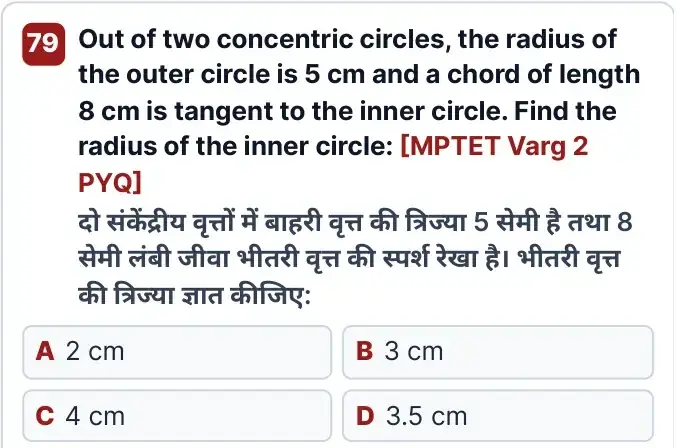 79 Out of two concentric circles, the radius of
the outer circle is 5 cm and a chord of length
8 cm is tangent to the inner circle. Find the
radius of the inner circle: [MPTET Varg 2
PYQ]
दो संकेंद्रीय वृत्तों में बाहरी वृत्त की त्रिज्या 5 सेमी है तथा 8
सेमी लंबी जीवा भीतरी वृत्त की स्पर्श रेखा है। भीतरी वृत्त
की त्रिज्या ज्ञात कीजिए:
A 2 cm
B 3 cm
C 4 cm
D 3.5 cm